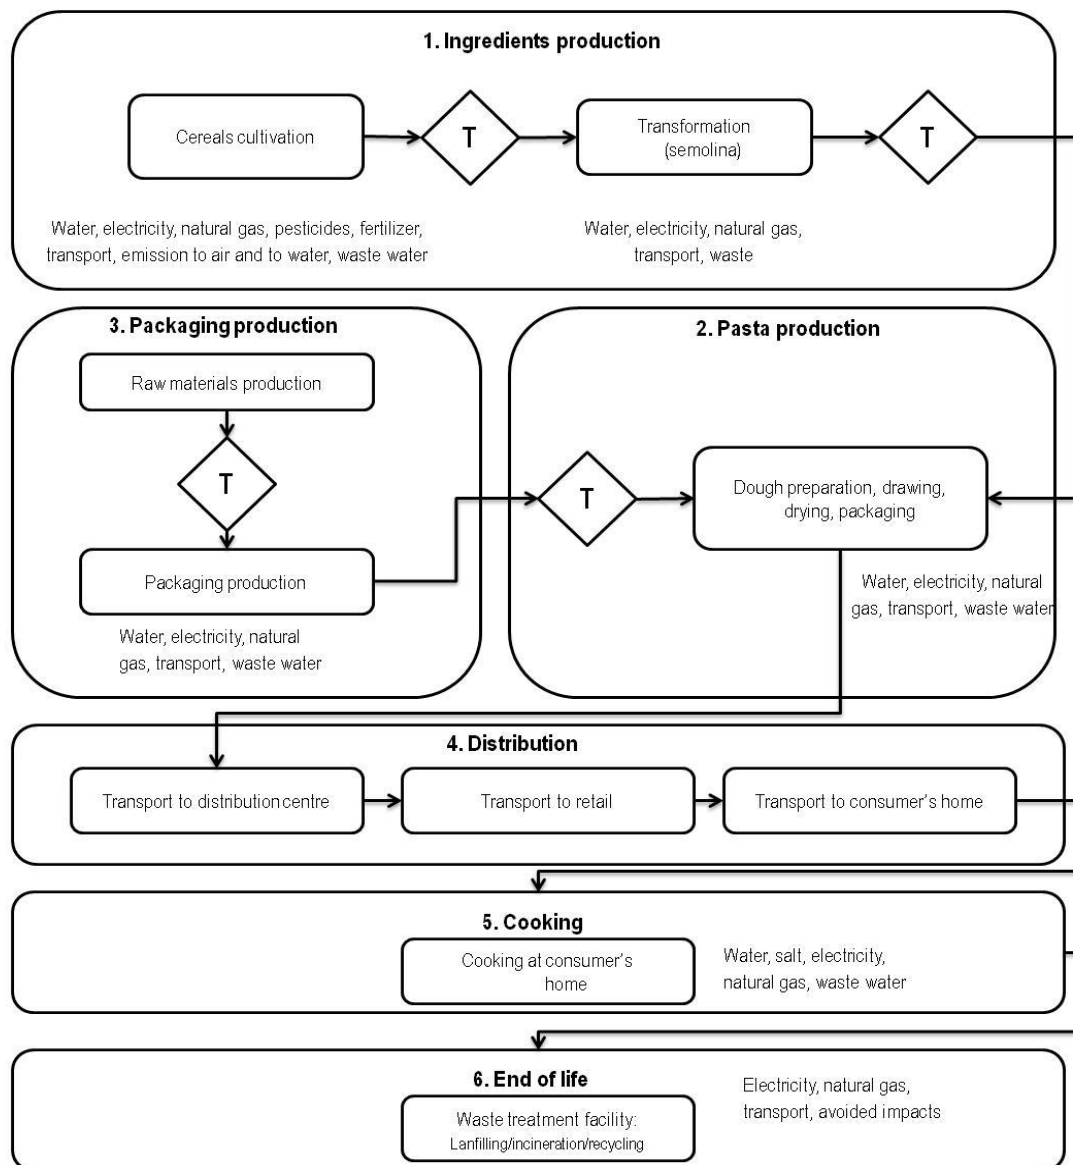 1. Ingredients production
Cereals cultivation
T
Transformation
(semolina)
T
Water, electricity, natural gas, pesticides, fertilizer,
transport, emission to air and to water, waste water
Water, electricity, natural gas,
transport, waste
3. Packaging production
Raw materials production
T
Packaging production
Water, electricity, natural
gas, transport, waste water
2. Pasta production
T
Dough preparation, drawing,
drying, packaging
Water, electricity, natural
gas, transport, waste water
4. Distribution
Transport to distribution centre
Transport to retail
Transport to consumer's home
5. Cooking
Cooking at consumer's
home
Water, salt, electricity,
natural gas, waste water
6. End of life
Waste treatment facility:
Lanfilling/incineration/recycling
Electricity, natural gas,
transport, avoided impacts